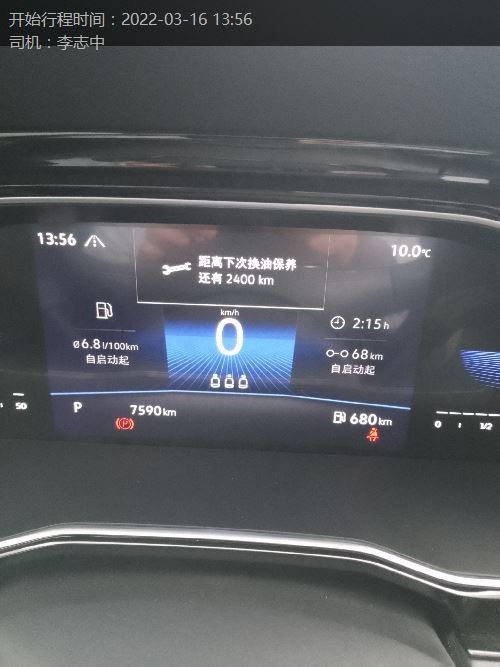 开始行程时间：2022-03-16 13:56
司机：李志中
13:56
距离下次换油保养
还有 2400 km
10.0℃
km/h
0
ø6.8 l/100km
自启动起
2:15 h
68 km
自启动起
50
P
7590 km
(P)
680 km
0
1/2